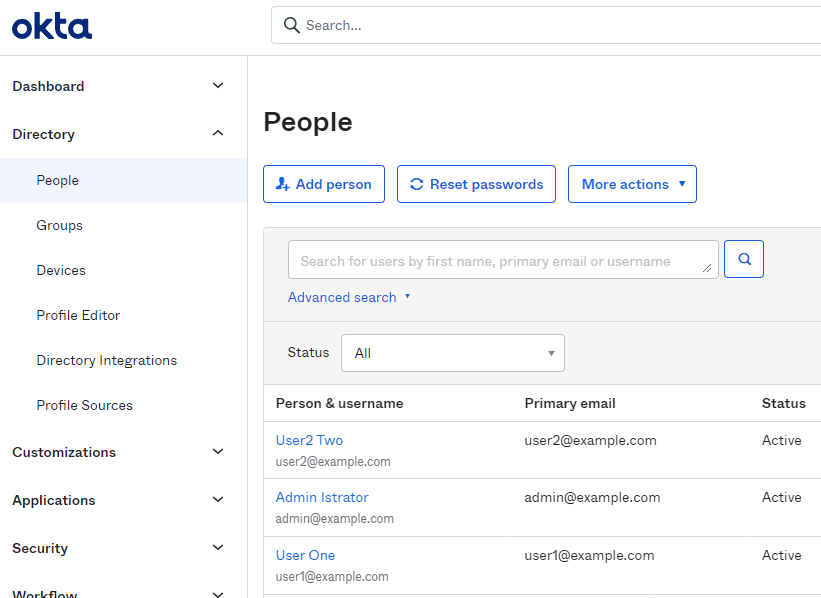 okta
Search...
Dashboard
Directory
People
Groups
Devices
Profile Editor
Directory Integrations
Profile Sources
Customizations
Applications
Security
Workflow
People
Add person
Reset passwords
More actions
Search for users by first name, primary email or username
Advanced search
Status All
Person & username Primary email Status
User2 Two user2@example.com Active
user2@example.com
Admin Istrator admin@example.com Active
admin@example.com
User One user1@example.com Active
user1@example.com